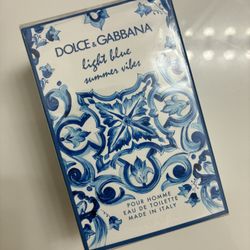 DOLCE & GABBANA
light blue
summer vibes
POUR HOMME
EAU DE TOILETTE
MADE IN ITALY